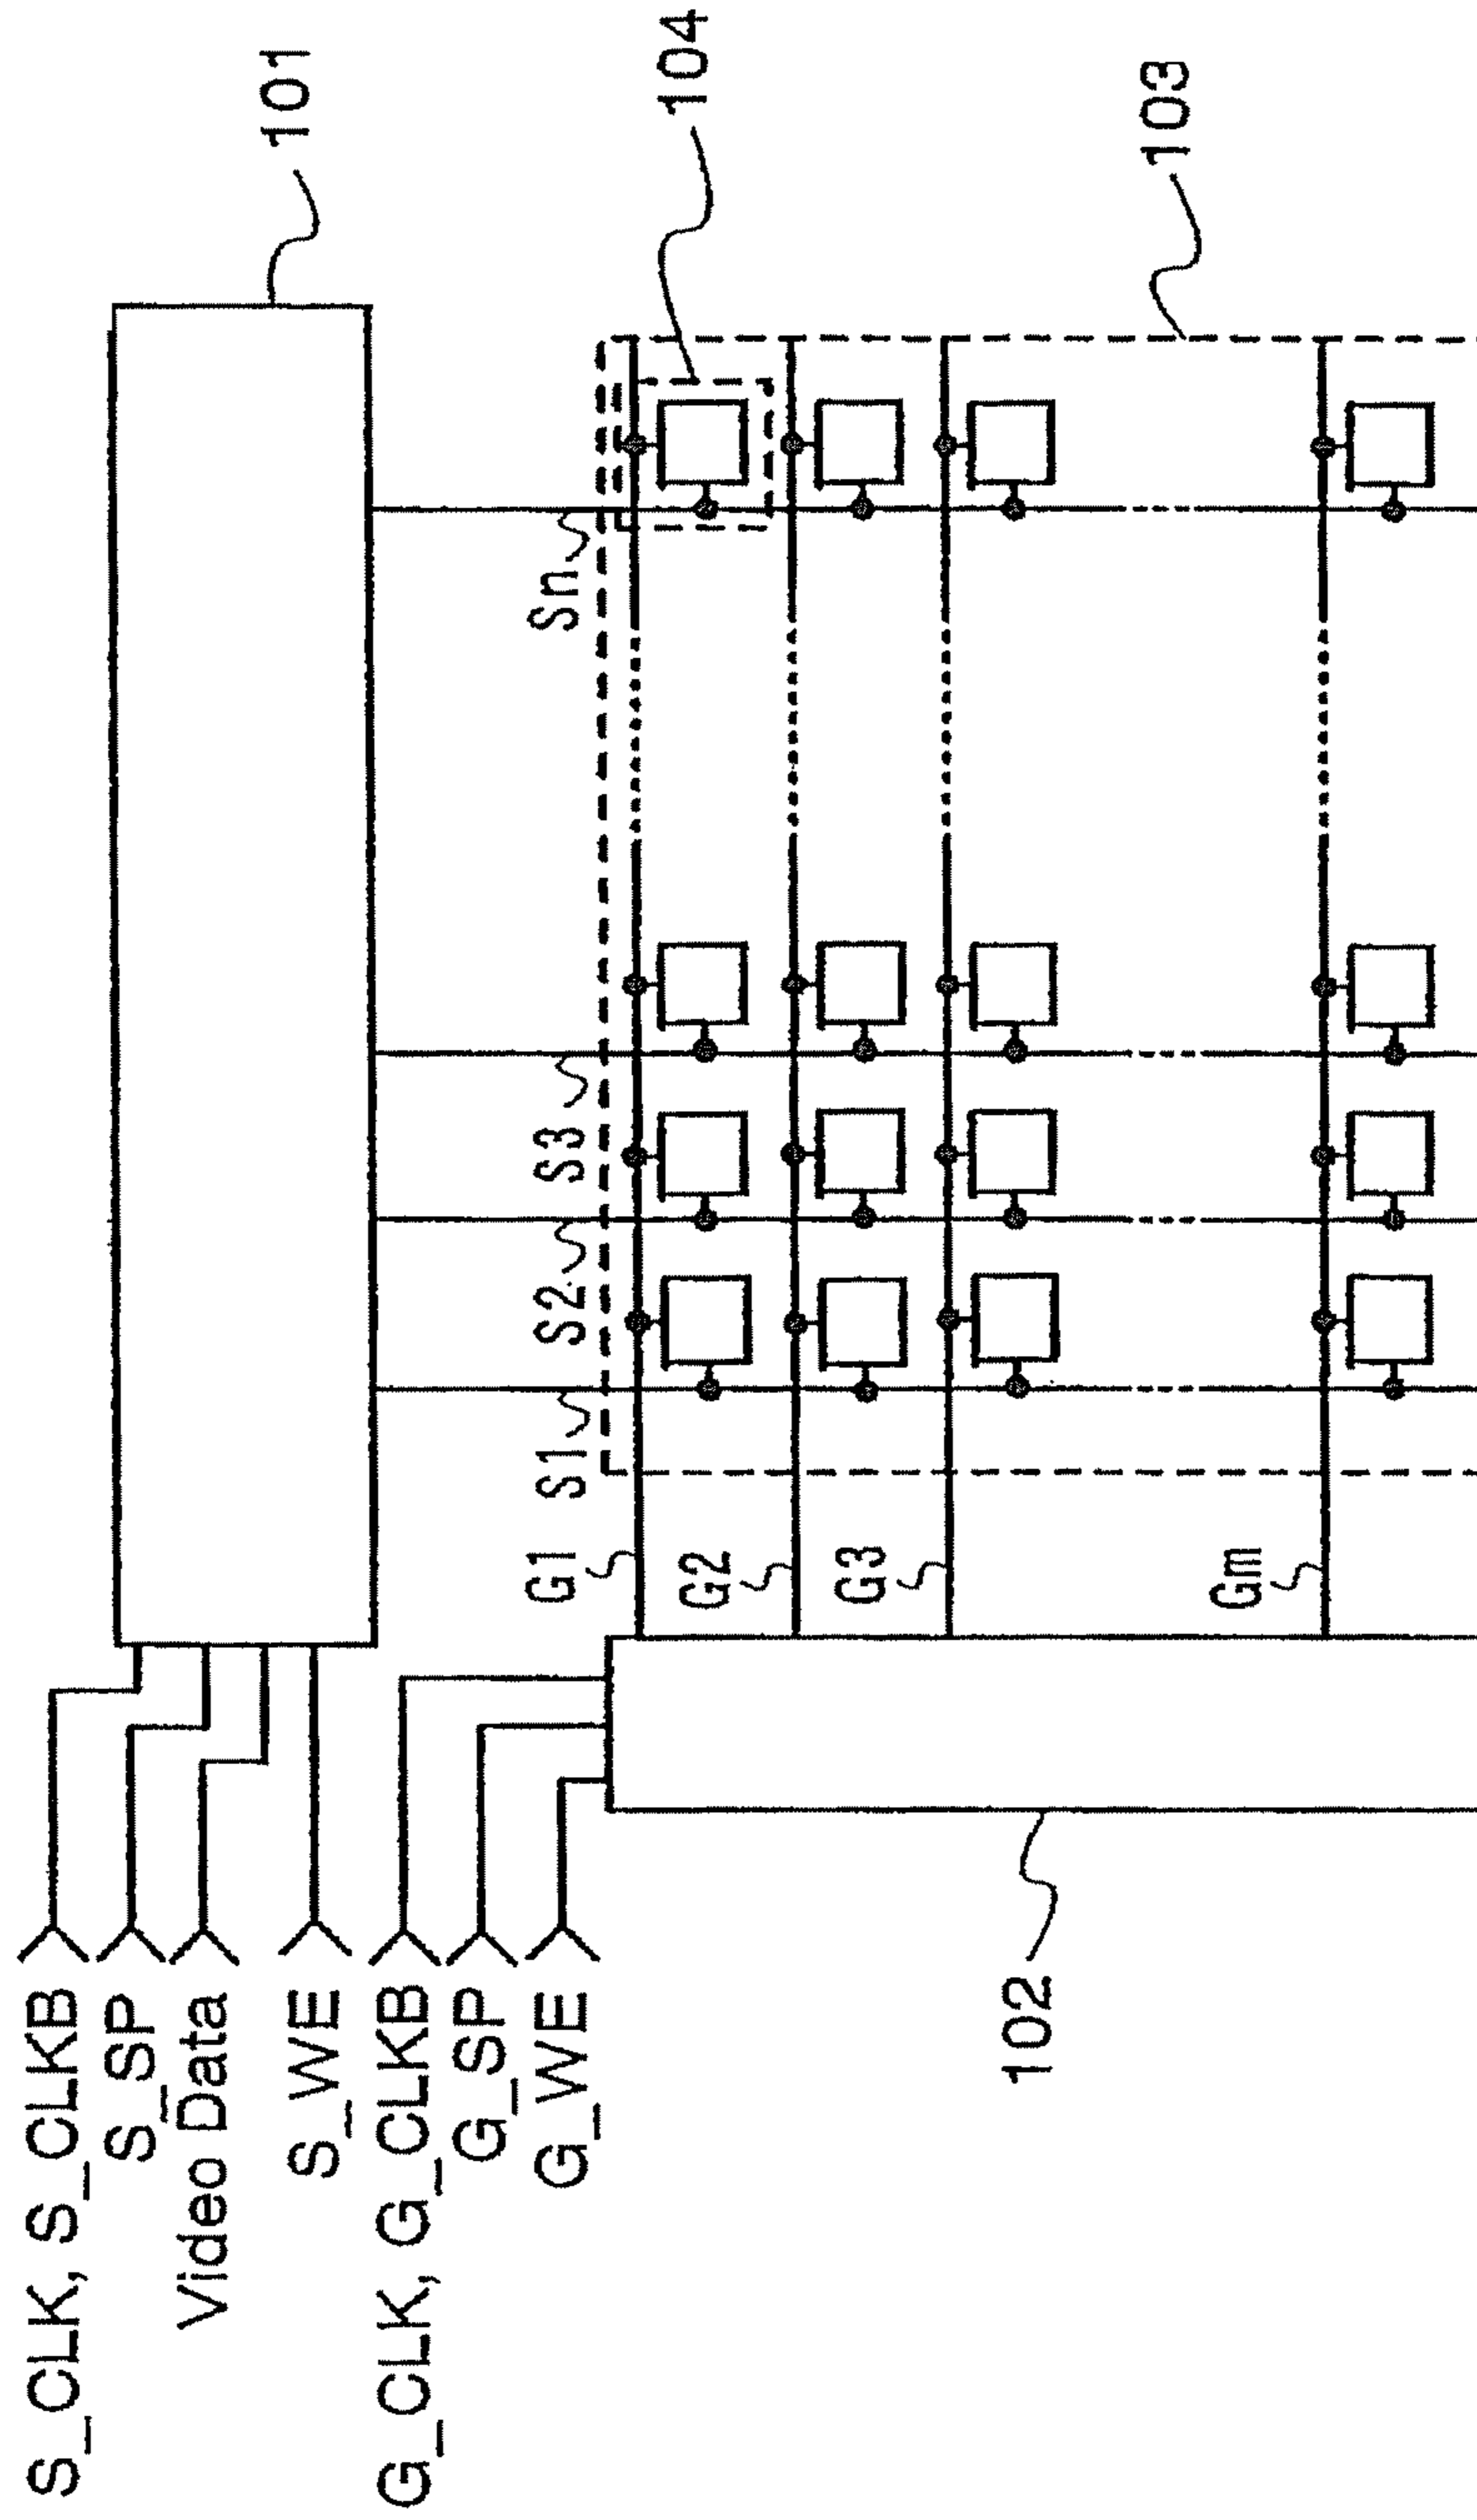 S_CLK, S_CLKB
S_SP
Video Data
S_WE
G_CLK, G_CLKB
G_SP
G_WE
101
S1
S2
S3
Sn
104
G1
G2
G3
Gm
103
102